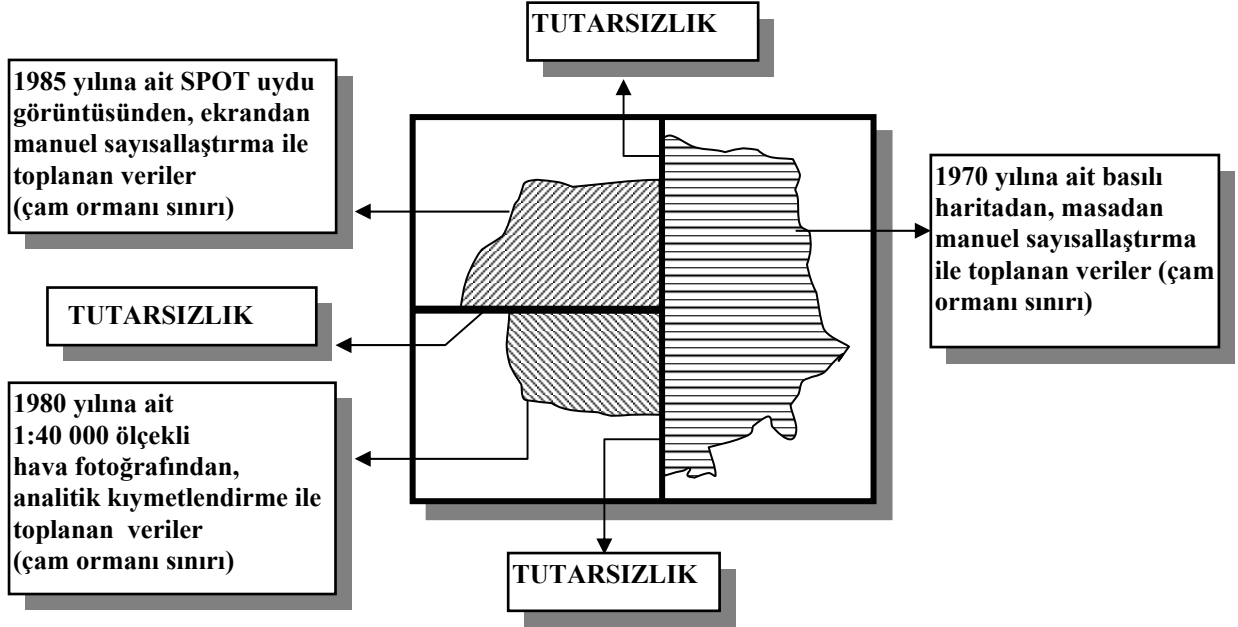 TUTARSIZLIK
1985 yılına ait SPOT uydu
görüntüsünden, ekrandan
manuel sayısallaştırma ile
toplanan veriler
(çam ormanı sınırı)
1970 yılına ait basılı
haritadan, masadan
manuel sayısallaştırma
ile toplanan veriler (çam
ormanı sınırı)
TUTARSIZLIK
1980 yılına ait
1:40 000 ölçekli
hava fotoğrafından,
analitik kıymetlendirme ile
toplanan veriler
(çam ormanı sınırı)
TUTARSIZLIK